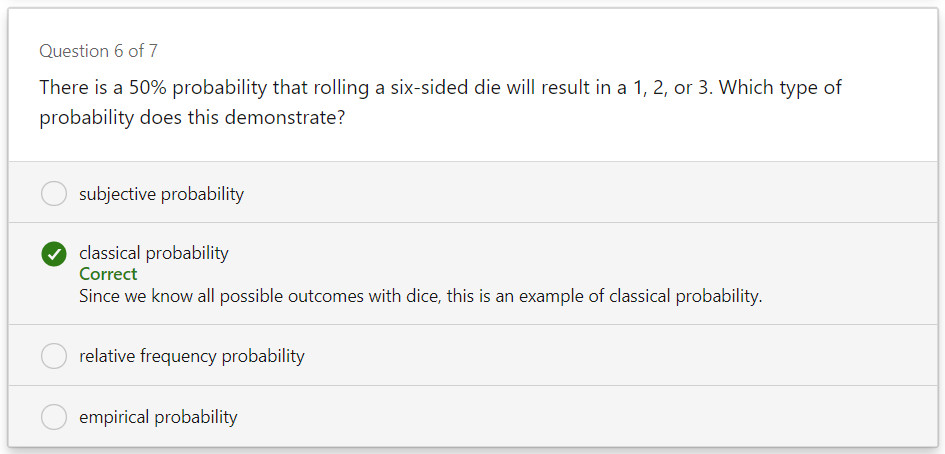 Question 6 of 7
There is a 50% probability that rolling a six-sided die will result in a 1, 2, or 3. Which type of
probability does this demonstrate?
subjective probability
classical probability
Correct
Since we know all possible outcomes with dice, this is an example of classical probability.
relative frequency probability
empirical probability